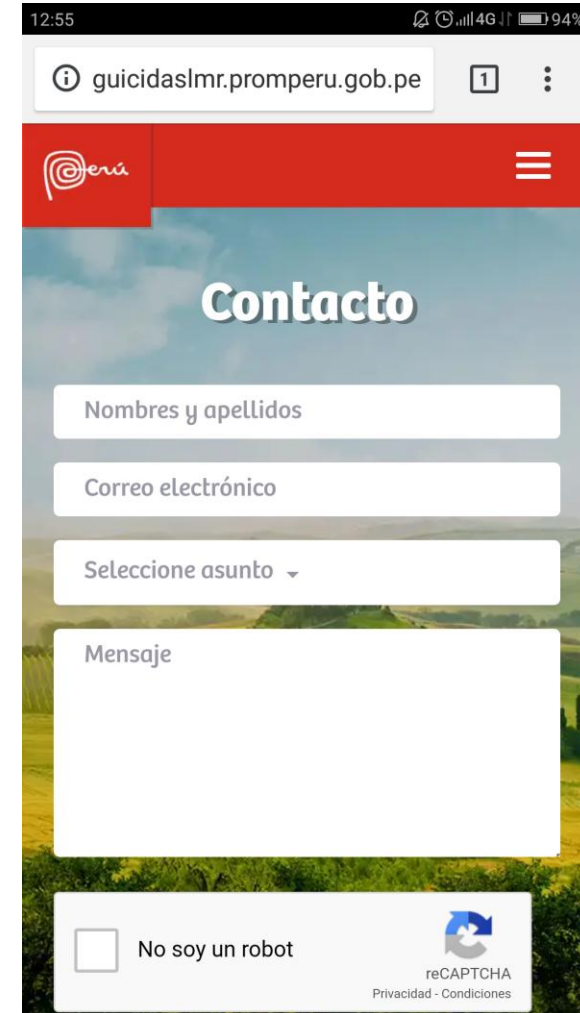 12:55 4G 94%
guicidaslmr.promperu.gob.pe 1
Perú
Contacto
Nombres y apellidos
Correo electrónico
Seleccione asunto
Mensaje
No soy un robot
reCAPTCHA
Privacidad - Condiciones